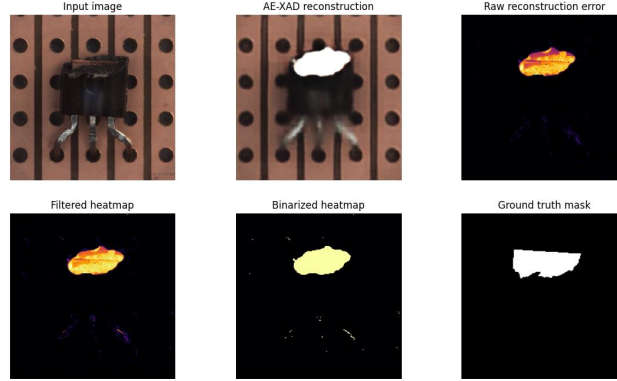 Input image
AE-XAD reconstruction
Raw reconstruction error
Filtered heatmap
Binarized heatmap
Ground truth mask